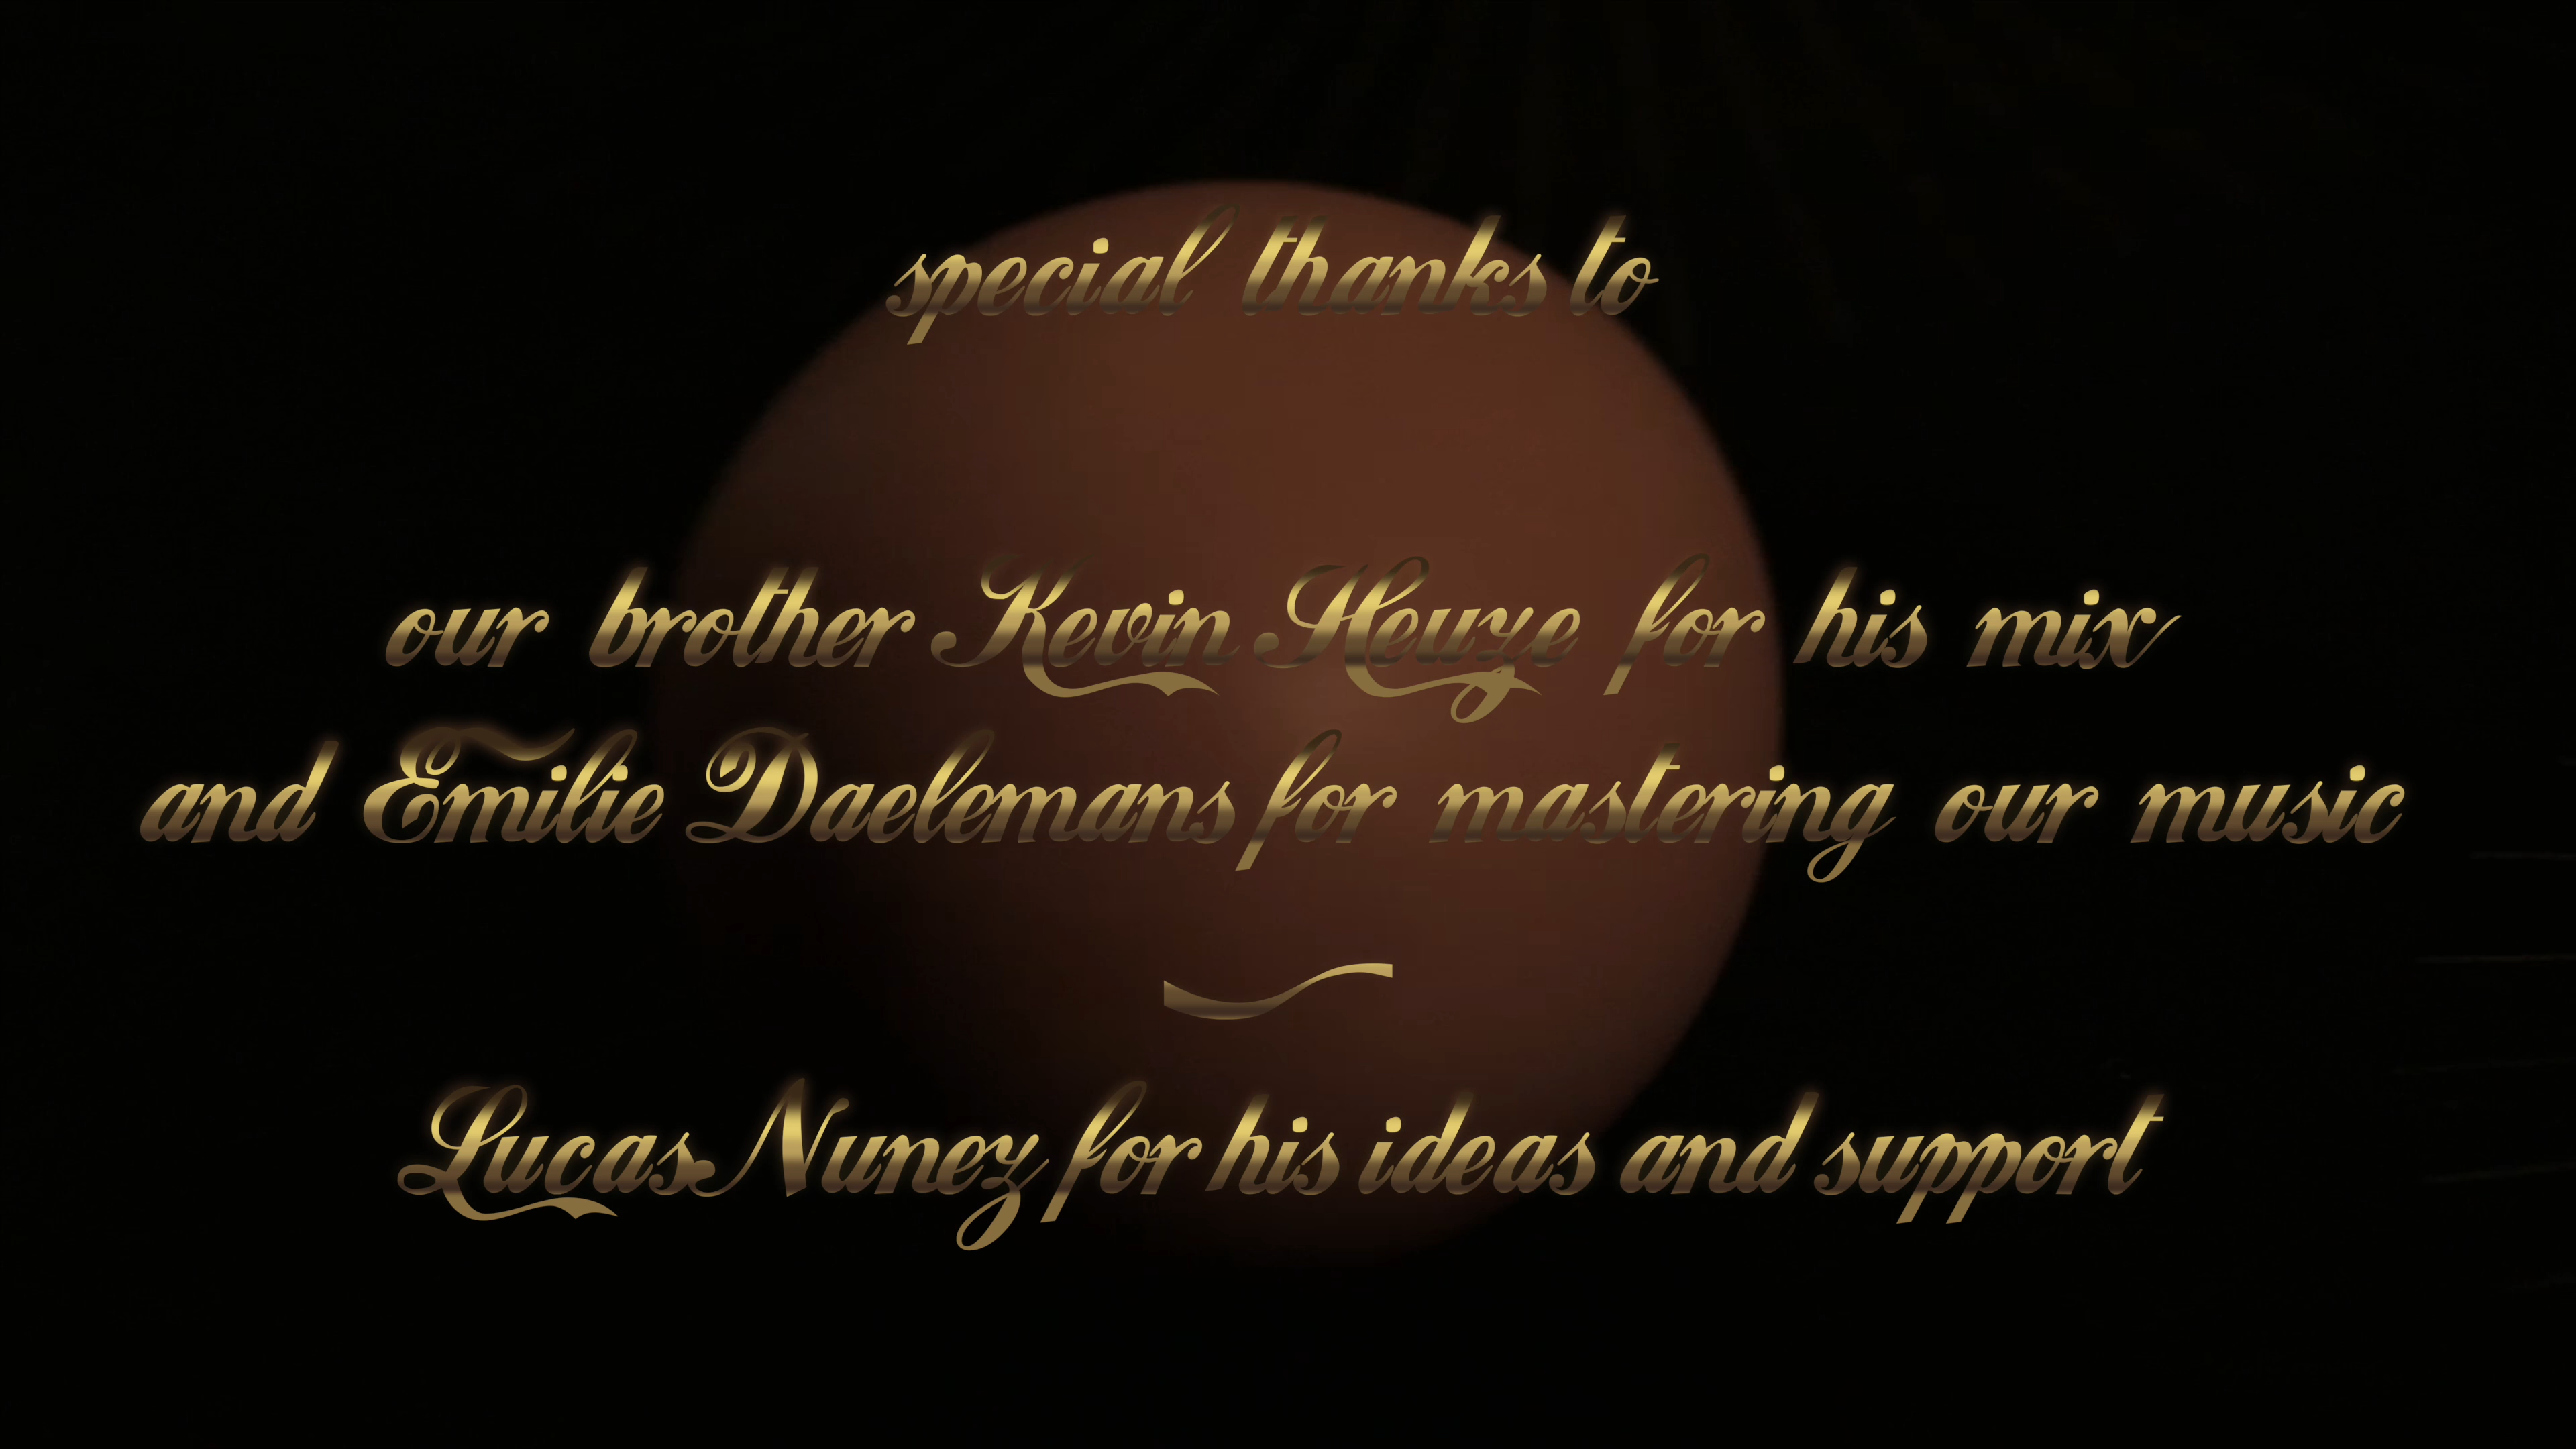 special thanks to
our brother Kevin Heuze for his mix
and Emilie Daelemans for mastering our music
Lucas Nunez for his ideas and support